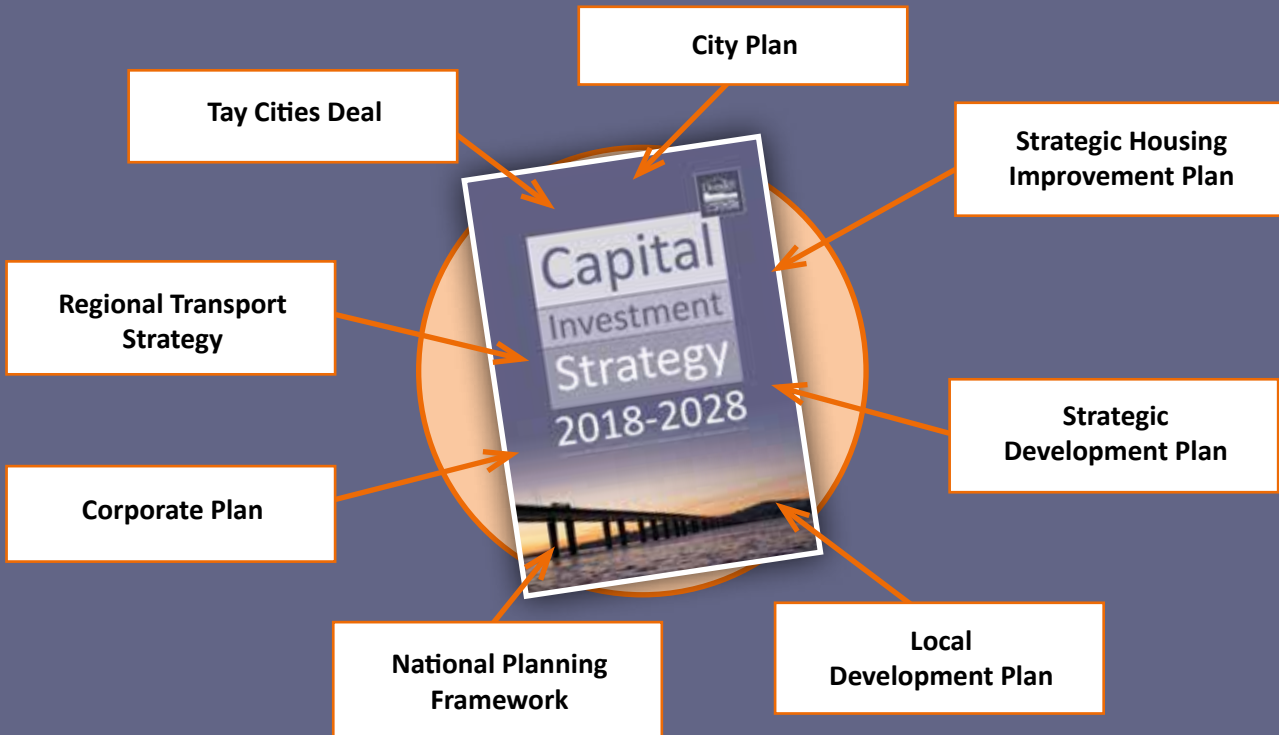 City Plan
Tay Cities Deal
Strategic Housing
Improvement Plan
Regional Transport
Strategy
Capital
Investment
Strategy
2018-2028
Strategic
Development Plan
Corporate Plan
National Planning
Framework
Local
Development Plan